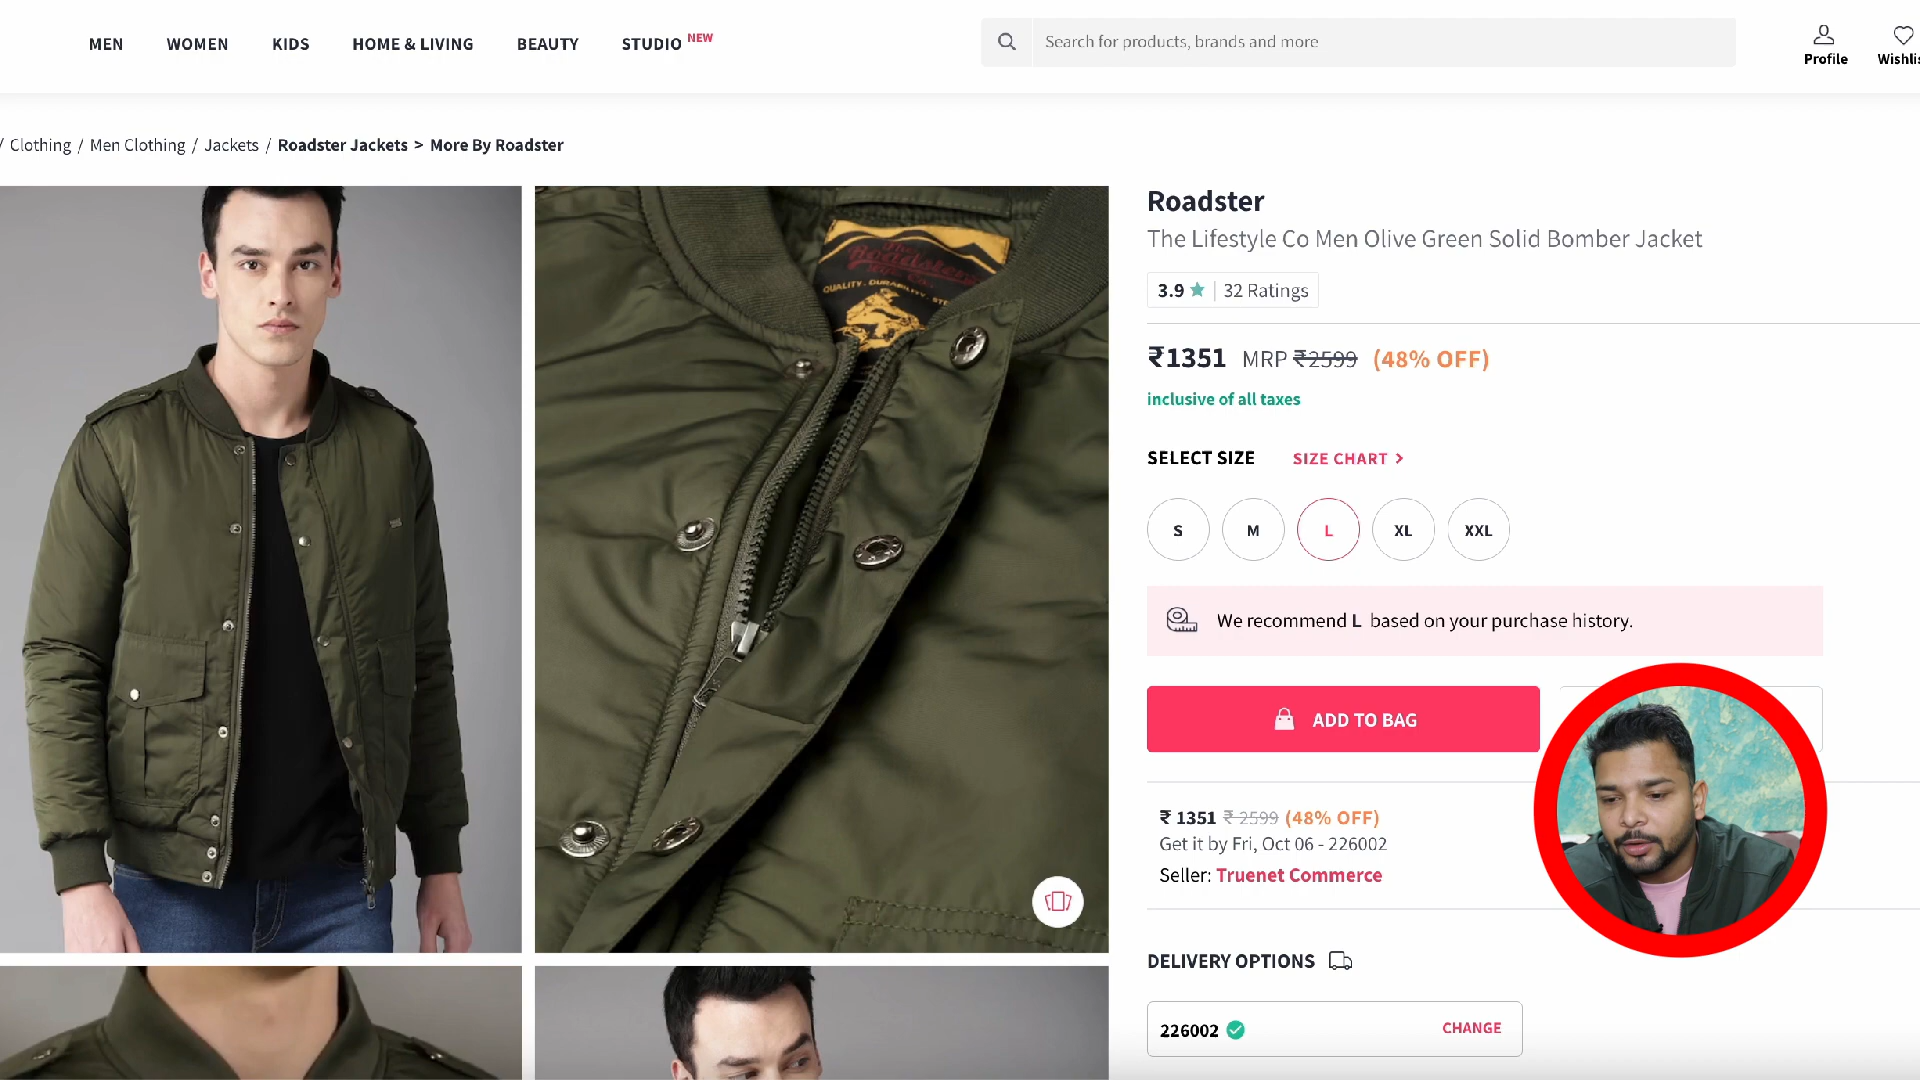 MEN WOMEN KIDS HOME & LIVING BEAUTY STUDIO NEW
Search for products, brands and more
Profile
/ Clothing / Men Clothing / Jackets / Roadster Jackets > More By Roadster
The
Roadster
QUALITY. DURABILITY.
Roadster
The Lifestyle Co Men Olive Green Solid Bomber Jacket
3.9 ★ | 32 Ratings
₹1351 MRP ₹2599 (48% OFF)
inclusive of all taxes
SELECT SIZE SIZE CHART >
S M L XL XXL
We recommend L based on your purchase history.
ADD TO BAG
₹ 1351 ₹ 2599 (48% OFF)
Get it by Fri, Oct 06 - 226002
Seller: Truenet Commerce
DELIVERY OPTIONS
226002 CHANGE